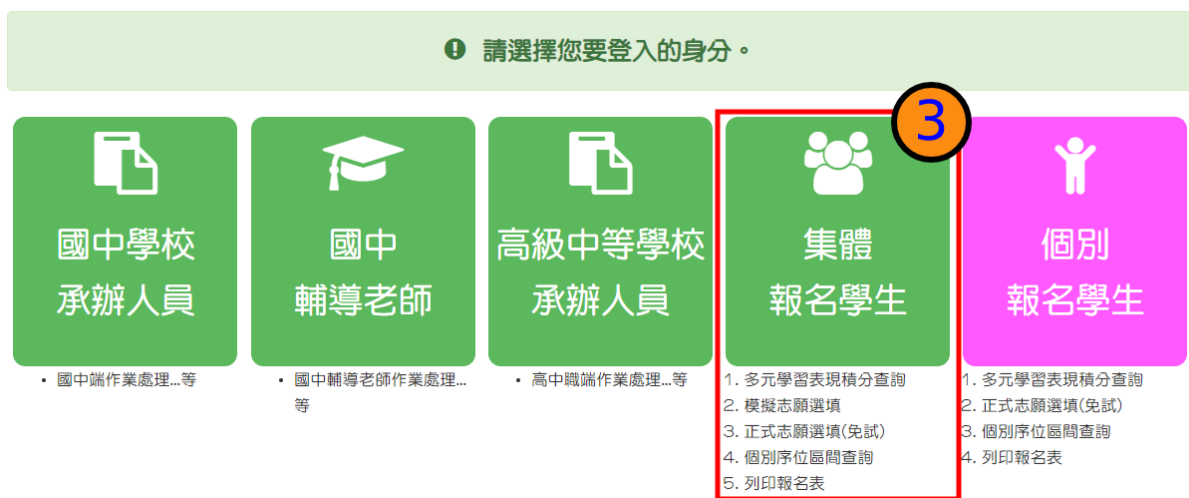 請選擇您要登入的身分。
3
國中學校
承辦人員
國中
輔導老師
高級中等學校
承辦人員
集體
報名學生
個別
報名學生
• 國中端作業處理...等
• 國中輔導老師作業處理...
等
• 高中職端作業處理...等
1. 多元學習表現積分查詢
2. 模擬志願選填
3. 正式志願選填(免試)
4. 個別序位區間查詢
5. 列印報名表
1. 多元學習表現積分查詢
2. 正式志願選填(免試)
3. 個別序位區間查詢
4. 列印報名表